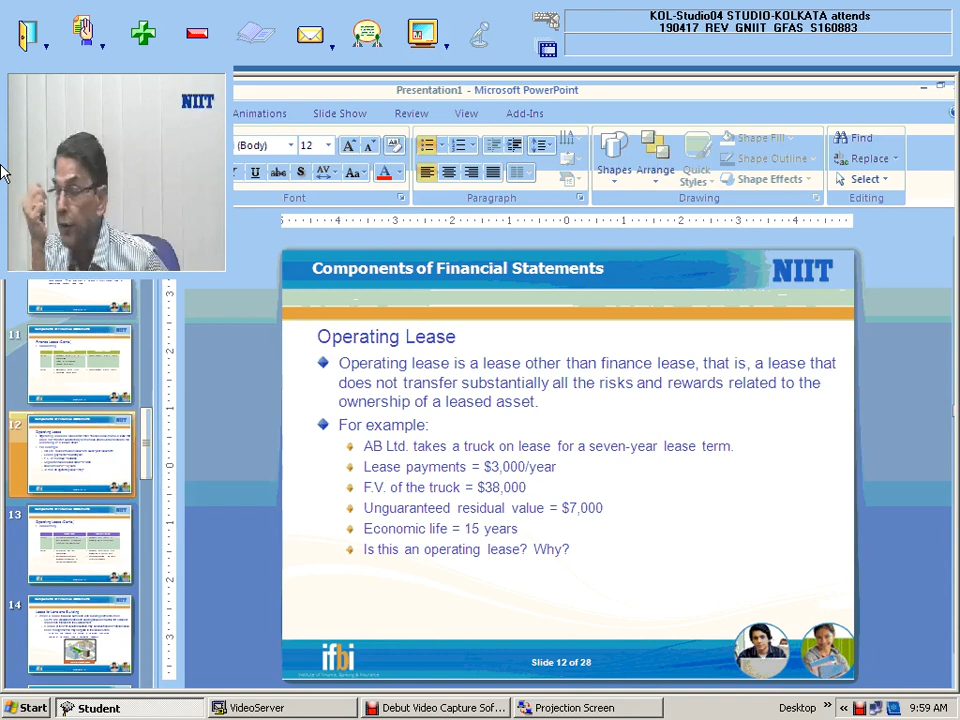 KOL-Studio04 STUDIO-KOLKATA attends
190417_REV_GNIIT_GFAS_S160883
NIIT
Presentation1 - Microsoft PowerPoint
Animations Slide Show Review View Add-Ins
(Body) 12 Shapes Arrange Quick Styles Shape Fill Shape Outline Shape Effects Find Replace Select
Font Paragraph Drawing Editing
Components of Financial Statements NIIT
Operating Lease
Operating lease is a lease other than finance lease, that is, a lease that
does not transfer substantially all the risks and rewards related to the
ownership of a leased asset.
For example:
AB Ltd. takes a truck on lease for a seven-year lease term.
Lease payments = $3,000/year
F.V. of the truck = $38,000
Unguaranteed residual value = $7,000
Economic life = 15 years
Is this an operating lease? Why?
ifbi
Institute of Finance, Banking & Insurance
Slide 12 of 28
11
12
13
14
Start Student VideoServer Debut Video Capture Sof... Projection Screen Desktop 9:59 AM